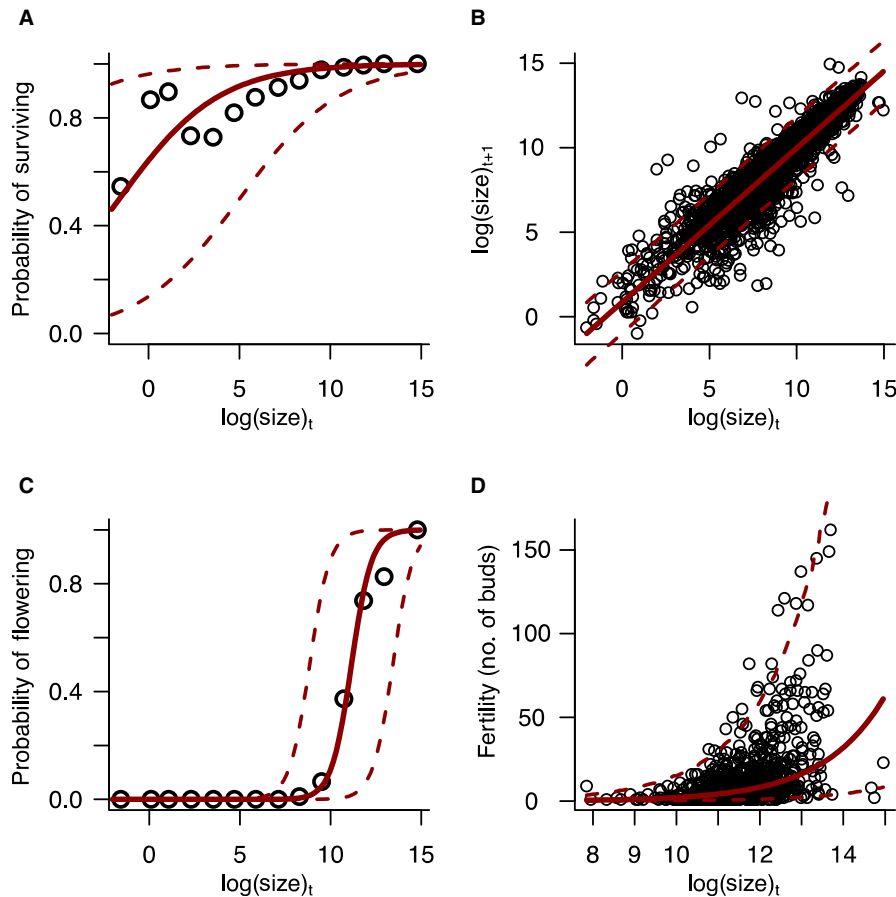 A
Probability of surviving
0.8
0.4
0.0
0 5 10 15
log(size)t
B
log(size)t+1
15
10
5
0
0 5 10 15
log(size)t
C
Probability of flowering
0.8
0.4
0.0
0 5 10 15
log(size)t
D
Fertility (no. of buds)
150
100
50
0
8 9 10 12 14
log(size)t